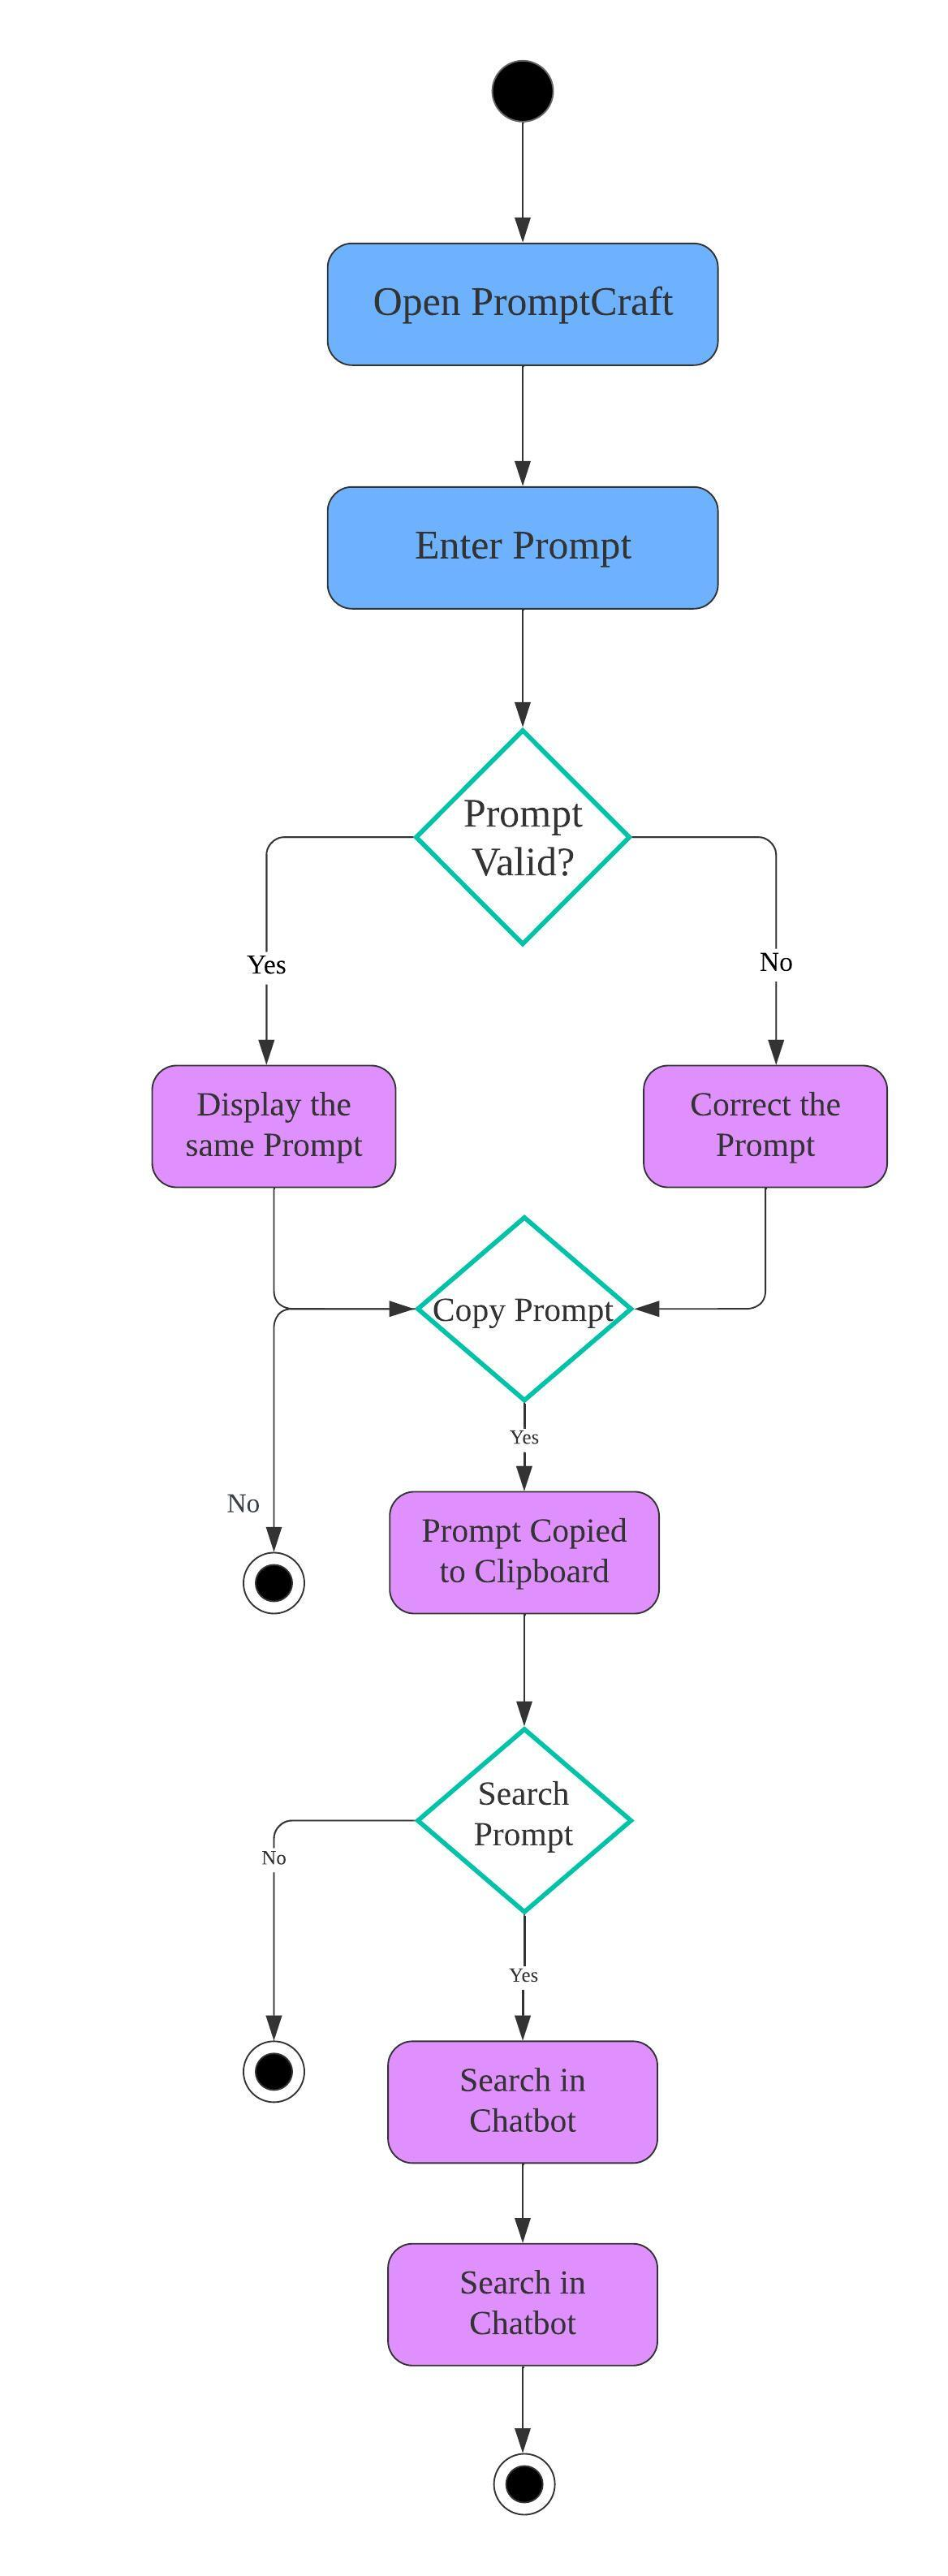 Open PromptCraft
Enter Prompt
Prompt
Valid?
Yes
No
Display the
same Prompt
Correct the
Prompt
Copy Prompt
Yes
No
Prompt Copied
to Clipboard
Search
Prompt
No
Yes
Search in
Chatbot
Search in
Chatbot